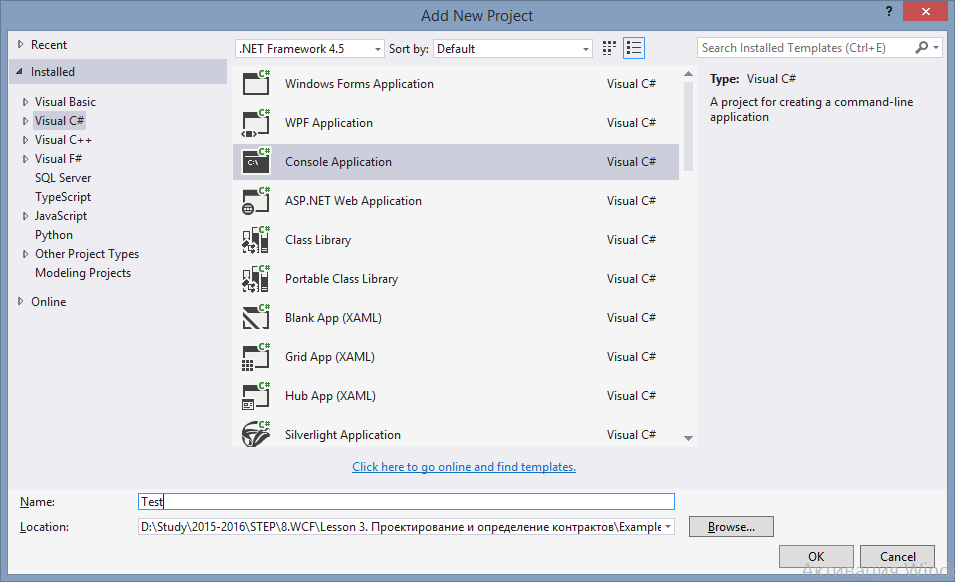 Add New Project
?
Recent
.NET Framework 4.5
Sort by:
Default
Search Installed Templates (Ctrl+E)
Installed
Visual Basic
Visual C#
Visual C++
Visual F#
SQL Server
TypeScript
JavaScript
Python
Other Project Types
Modeling Projects
Online
C#
Windows Forms Application
Visual C#
C#
WPF Application
Visual C#
C#
C:\
Console Application
Visual C#
C#
ASP.NET Web Application
Visual C#
C#
Class Library
Visual C#
C#
Portable Class Library
Visual C#
C#
Blank App (XAML)
Visual C#
C#
Grid App (XAML)
Visual C#
C#
Hub App (XAML)
Visual C#
C#
Silverlight Application
Visual C#
Type: Visual C#
A project for creating a command-line
application
Click here to go online and find templates.
Name:
Test
Location:
D:\Study\2015-2016\STEP\8.WCF\Lesson 3. Проектирование и определение контрактов\Example
Browse...
OK
Cancel
Активация Windo